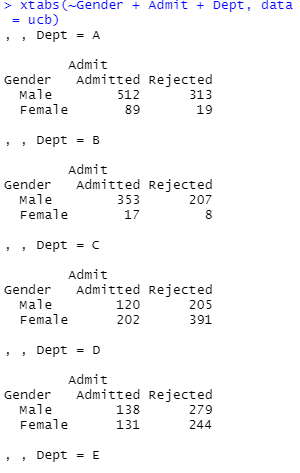 > xtabs(~Gender + Admit + Dept, data
 = ucb)
, , Dept = A
Admit
Gender Admitted Rejected
Male 512 313
Female 89 19
, , Dept = B
Admit
Gender Admitted Rejected
Male 353 207
Female 17 8
, , Dept = C
Admit
Gender Admitted Rejected
Male 120 205
Female 202 391
, , Dept = D
Admit
Gender Admitted Rejected
Male 138 279
Female 131 244
, , Dept = E